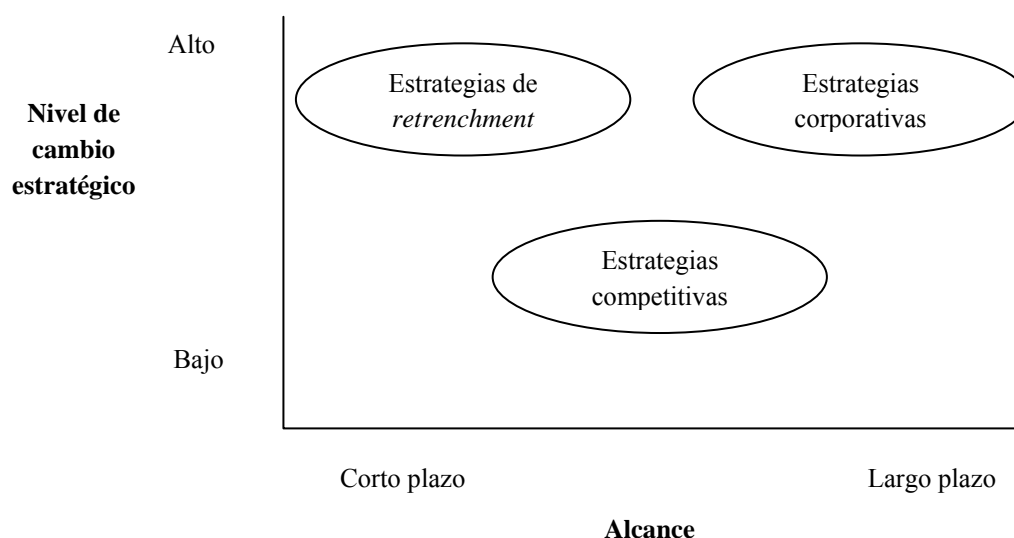 Alto
Nivel de
cambio
estratégico
Estrategias de
retrenchment
Estrategias
corporativas
Estrategias
competitivas
Bajo
Corto plazo
Largo plazo
Alcance